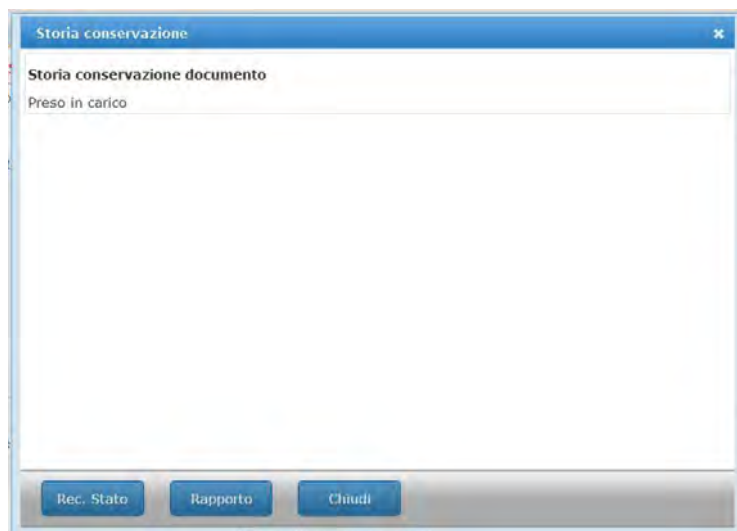 Storia conservazione
Storia conservazione documento
Preso in carico
Rec. Stato
Rapporto
Chiudi